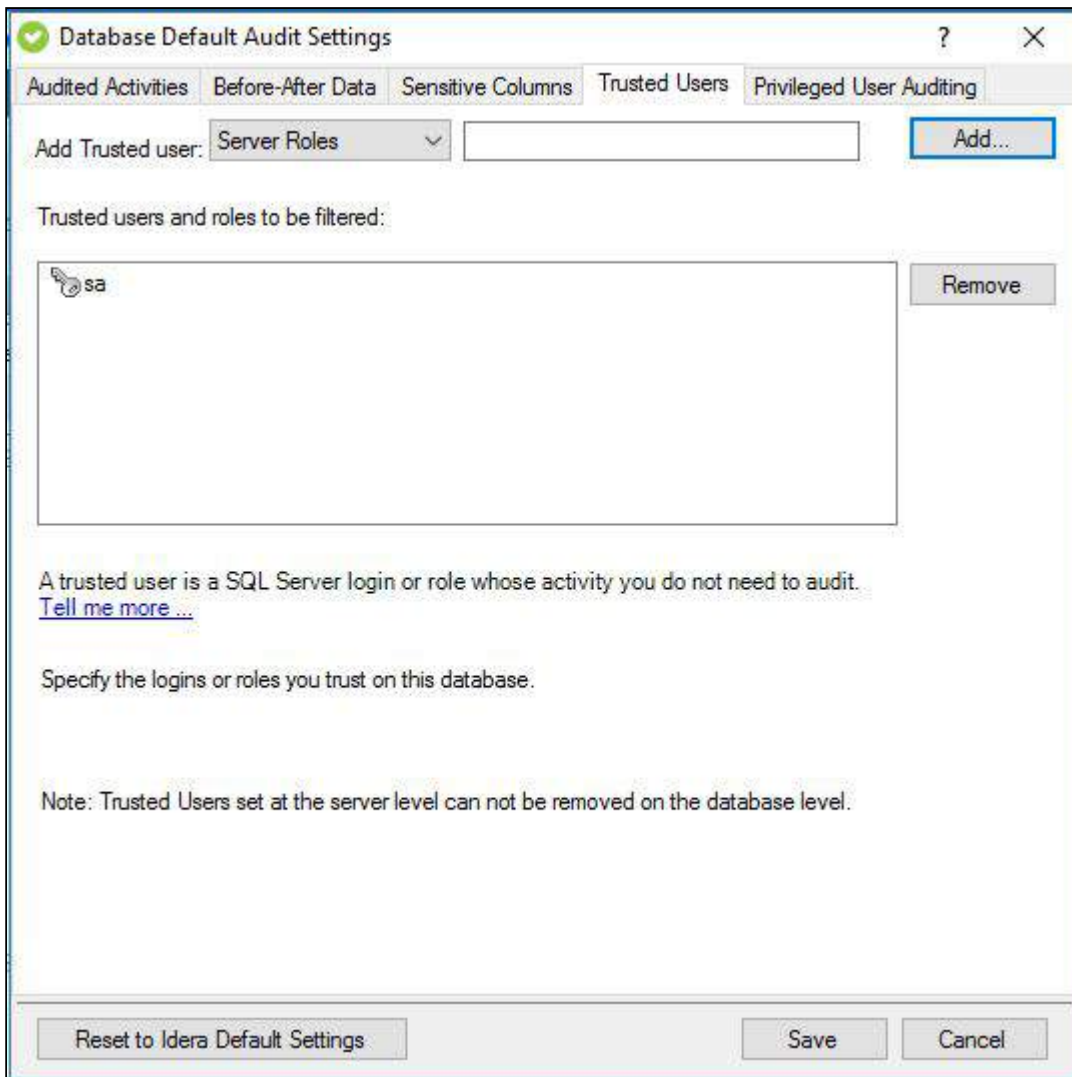 Database Default Audit Settings ?
Audited Activities Before-After Data Sensitive Columns Trusted Users Privileged User Auditing
Add Trusted user: Server Roles Add...
Trusted users and roles to be filtered:
sa Remove
A trusted user is a SQL Server login or role whose activity you do not need to audit.
Tell me more ...
Specify the logins or roles you trust on this database.
Note: Trusted Users set at the server level can not be removed on the database level.
Reset to Idera Default Settings Save Cancel